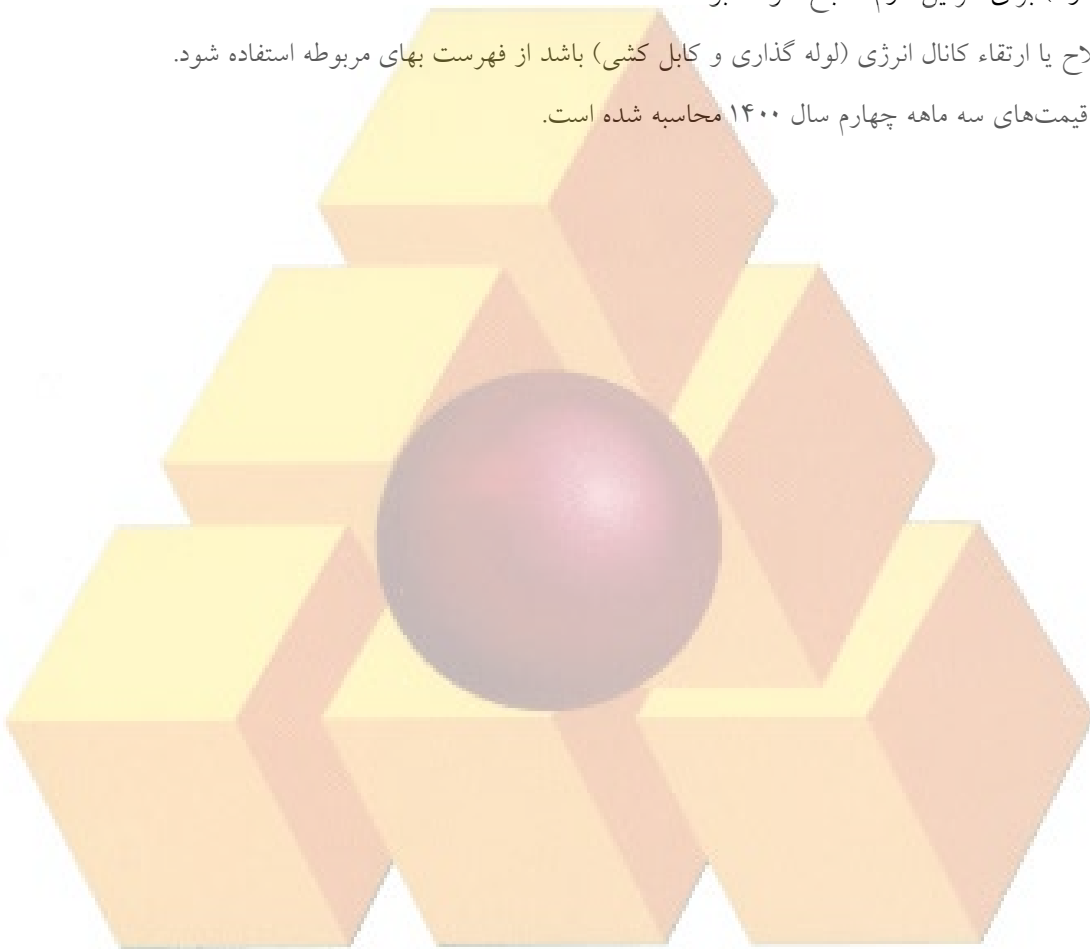 لاح یا ارتقاء کانال انرژی (لوله گذاری و کابل کشی) باشد از فهرست بهای مربوطه استفاده شود.
قیمت‌های سه ماهه چهارم سال ۱۴۰۰ محاسبه شده است.